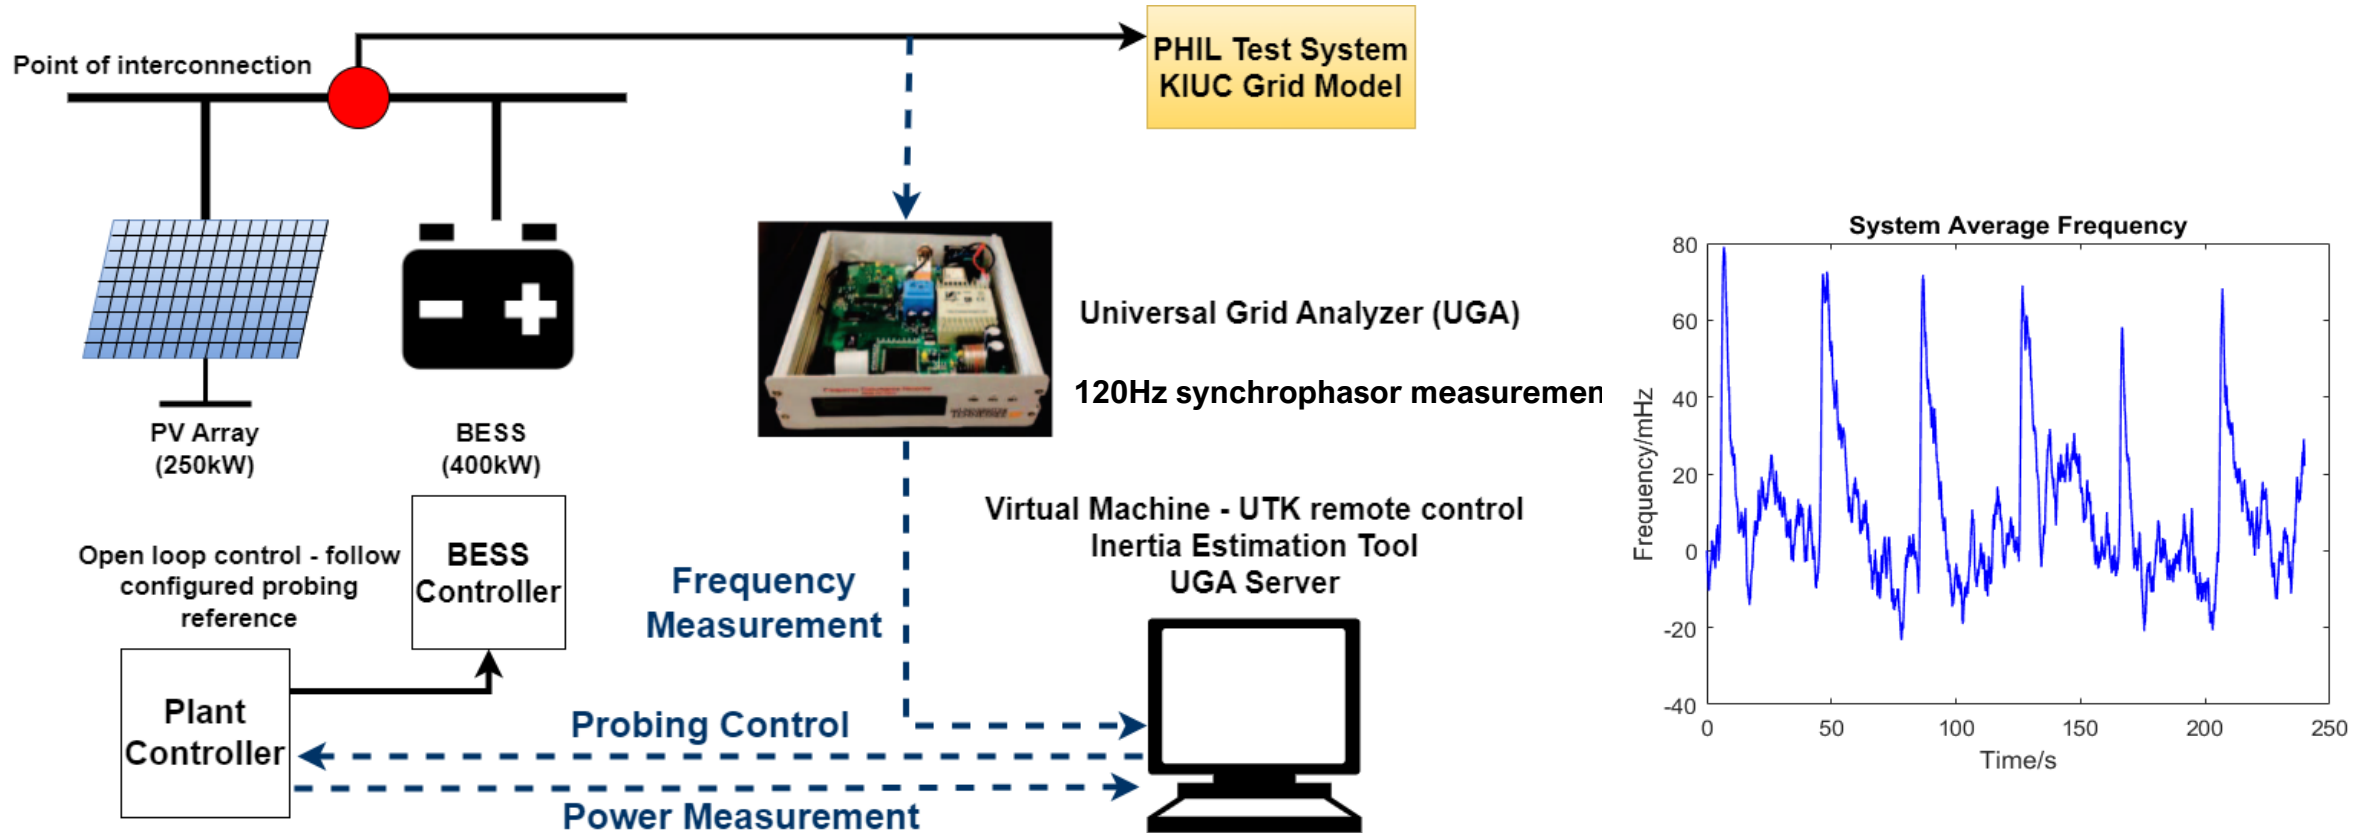 Point of interconnection
PHIL Test System
KIUC Grid Model
PV Array
(250kW)
BESS
(400kW)
Universal Grid Analyzer (UGA)
120Hz synchrophasor measuremen
Open loop control - follow
configured probing
reference
BESS
Controller
Plant
Controller
Frequency
Measurement
Virtual Machine - UTK remote control
Inertia Estimation Tool
UGA Server
Probing Control
Power Measurement
System Average Frequency
Frequency/mHz
80
60
40
20
0
-20
-40
0
50
100
150
200
250
Time/s